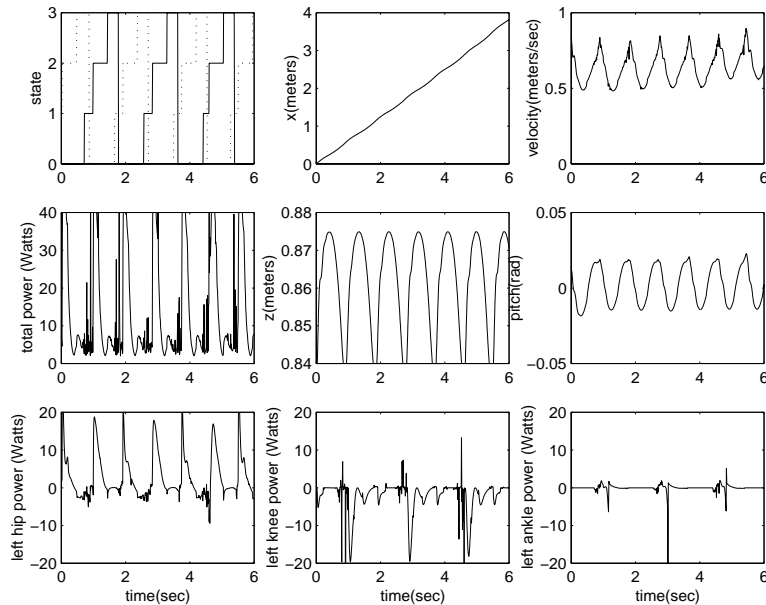 3
2
1
0
state
0 2 4 6
4
3
2
1
0
x(meters)
0 2 4 6
1
0.5
0
velocity(meters/sec)
0 2 4 6
40
30
20
10
0
total power (Watts)
0 2 4 6
0.88
0.87
0.86
0.85
0.84
z(meters)
0 2 4 6
0.05
0
−0.05
pitch(rad)
0 2 4 6
20
10
0
−10
−20
left hip power (Watts)
0 2 4 6
time(sec)
20
10
0
−10
−20
left knee power (Watts)
0 2 4 6
time(sec)
20
10
0
−10
−20
left ankle power (Watts)
0 2 4 6
time(sec)